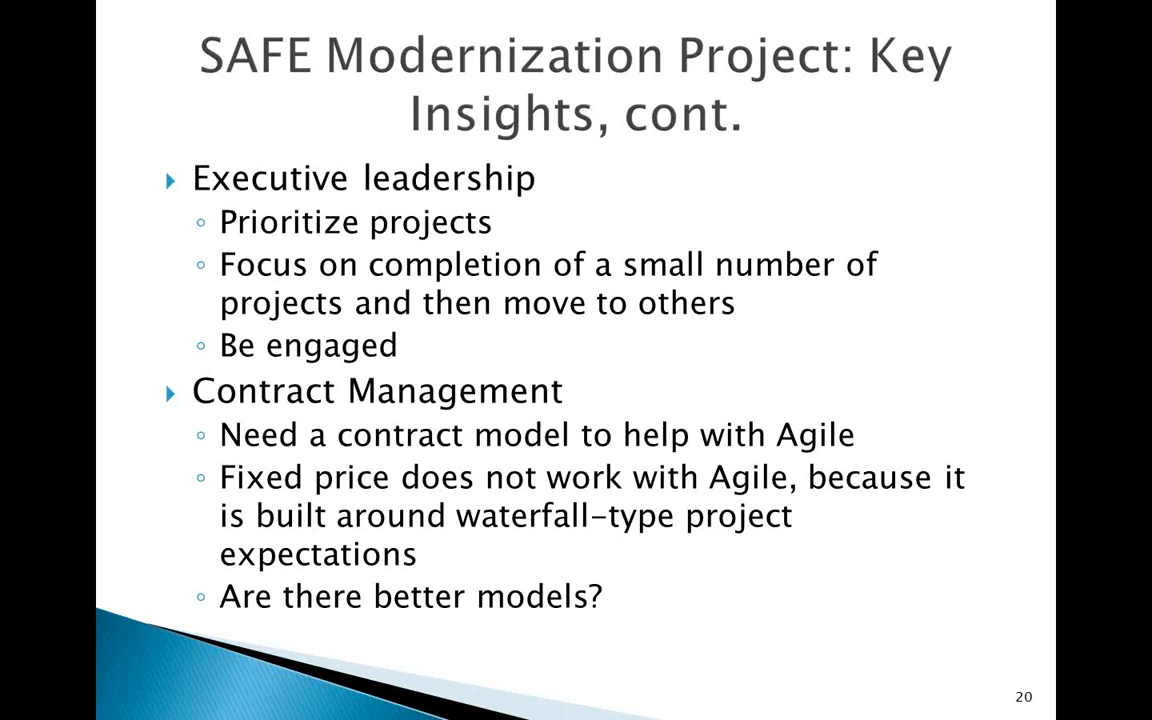 SAFE Modernization Project: Key
Insights, cont.
Executive leadership
Prioritize projects
Focus on completion of a small number of
projects and then move to others
Be engaged
Contract Management
Need a contract model to help with Agile
Fixed price does not work with Agile, because it
is built around waterfall-type project
expectations
Are there better models?
20